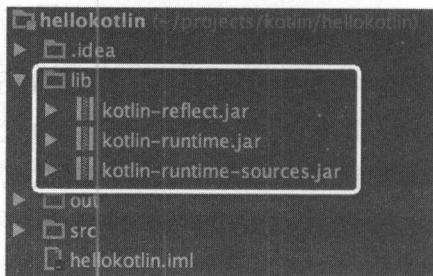 hellokotlin (~/projects/kotlin/hellokotlin)
.idea
lib
kotlin-reflect.jar
kotlin-runtime.jar
kotlin-runtime-sources.jar
out
src
hellokotlin.iml